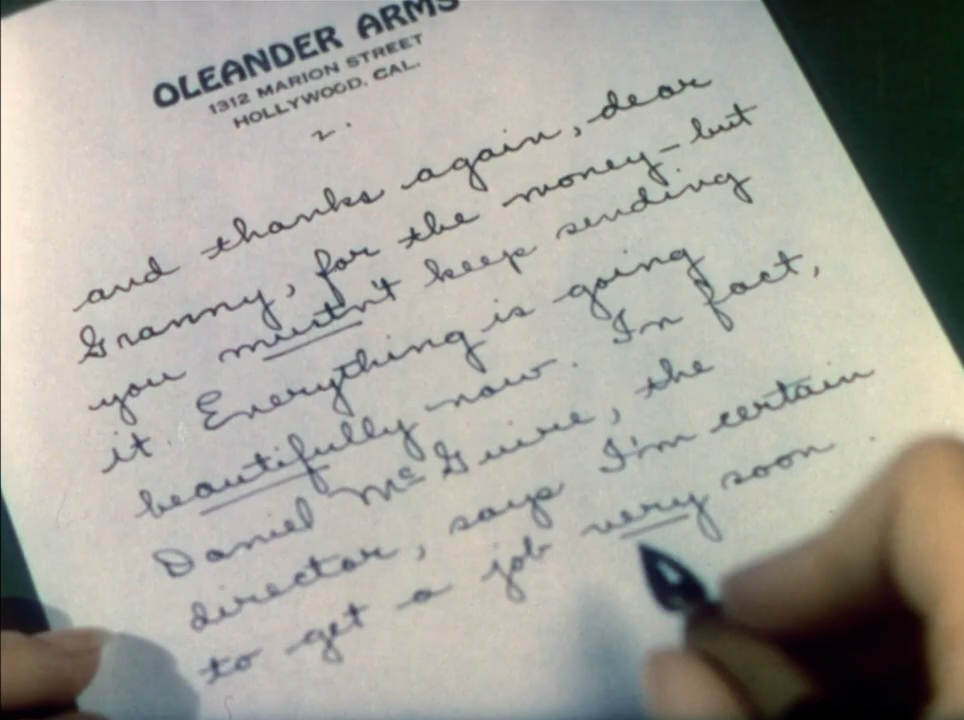 OLEANDER ARMS
1312 MARION STREET
HOLLYWOOD, CAL.
2.
and thanks again, dear
Granny, for the money—but
you mustn't keep sending
it. Everything is going
beautifully now. In fact,
Daniel McGuire, the
director, says I'm certain
to get a job very soon.